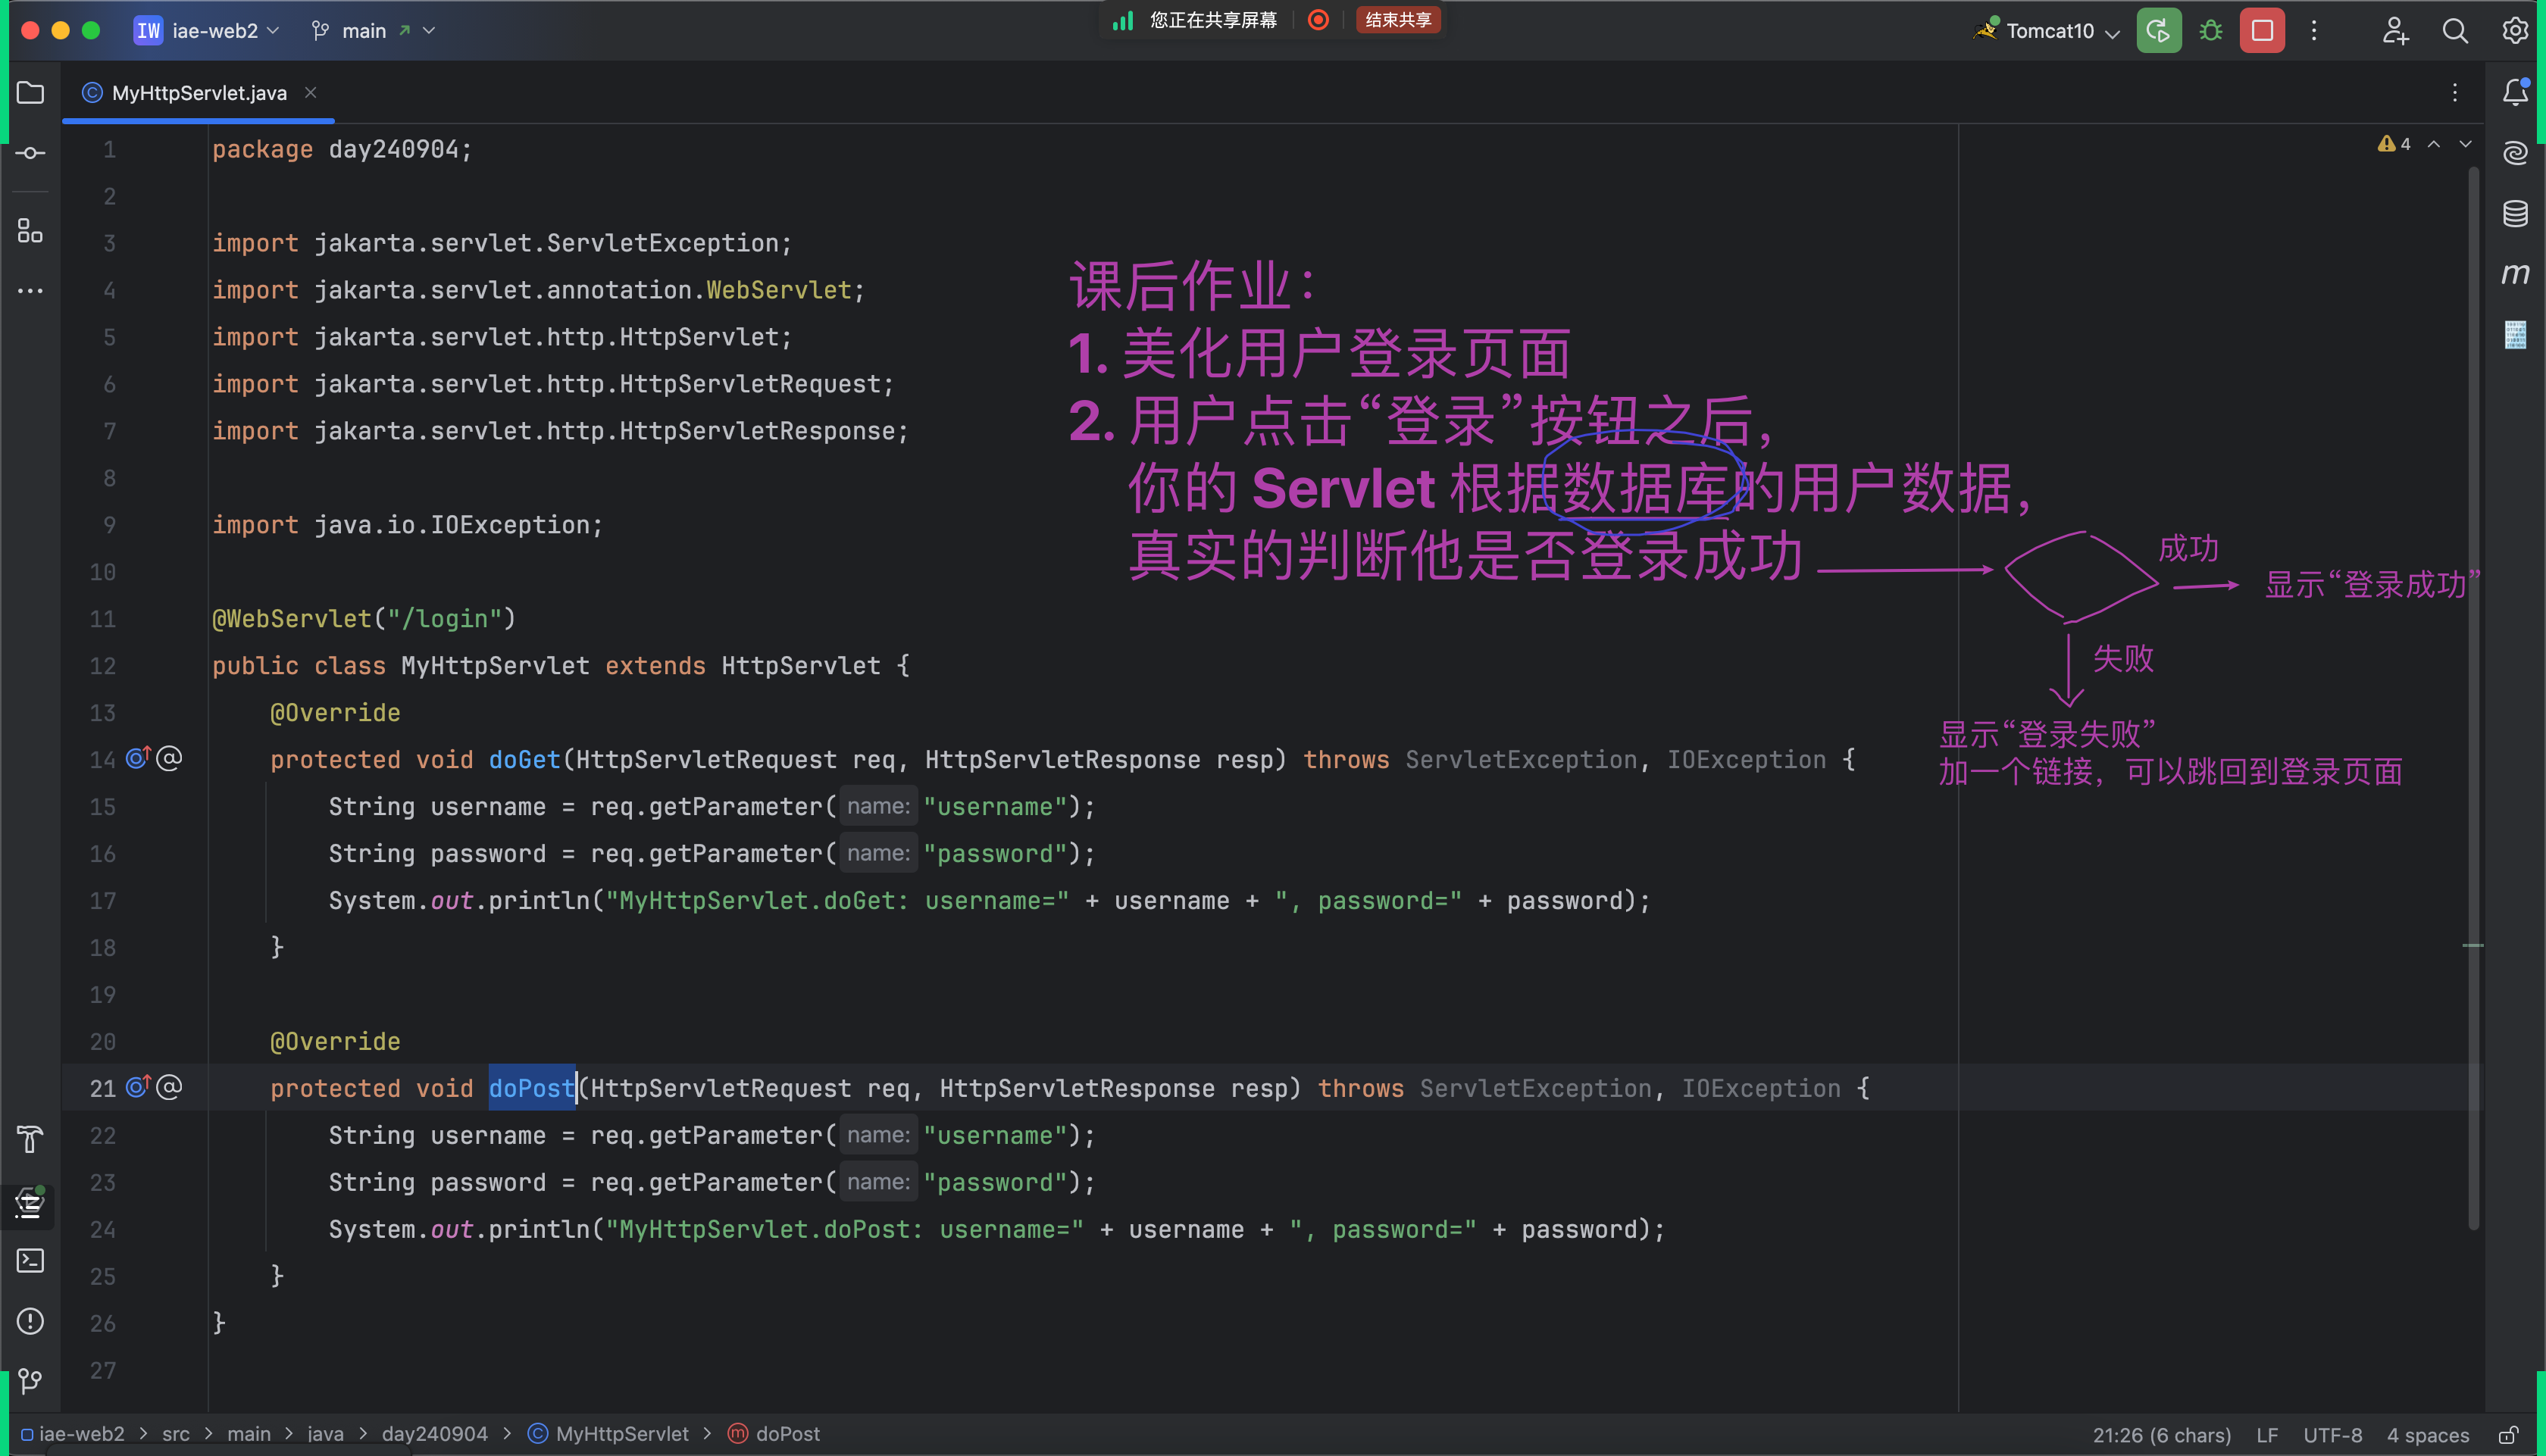 IW iae-web2 main
您正在共享屏幕 结束共享
Tomcat10
MyHttpServlet.java
4
1 package day240904;
2
3 import jakarta.servlet.ServletException;
4 import jakarta.servlet.annotation.WebServlet;
5 import jakarta.servlet.http.HttpServlet;
6 import jakarta.servlet.http.HttpServletRequest;
7 import jakarta.servlet.http.HttpServletResponse;
8
9 import java.io.IOException;
10
11 @WebServlet("/login")
12 public class MyHttpServlet extends HttpServlet {
13 @Override
14 protected void doGet(HttpServletRequest req, HttpServletResponse resp) throws ServletException, IOException {
15 String username = req.getParameter( name: "username");
16 String password = req.getParameter( name: "password");
17 System.out.println("MyHttpServlet.doGet: username=" + username + ", password=" + password);
18 }
19
20 @Override
21 protected void doPost(HttpServletRequest req, HttpServletResponse resp) throws ServletException, IOException {
22 String username = req.getParameter( name: "username");
23 String password = req.getParameter( name: "password");
24 System.out.println("MyHttpServlet.doPost: username=" + username + ", password=" + password);
25 }
26 }
27
课后作业：
1. 美化用户登录页面
2. 用户点击“登录”按钮之后，
你的 Servlet 根据数据库的用户数据，
真实的判断他是否登录成功
成功
显示“登录成功”
失败
显示“登录失败”
加一个链接，可以跳回到登录页面
m
iae-web2 > src > main > java > day240904 > MyHttpServlet > doPost
21:26 (6 chars) LF UTF-8 4 spaces